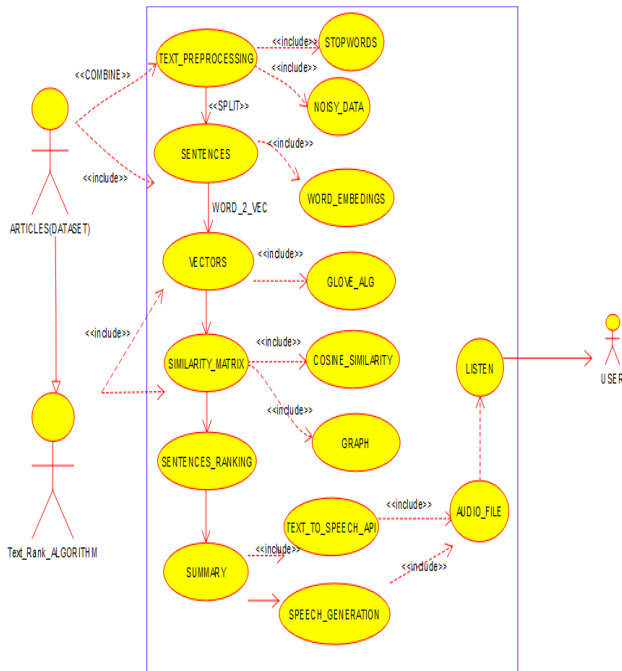 STOPWORDS
<<include>>
TEXT_PREPROCESSING
<<include>>
<<COMBINE>>
NOISY_DATA
<<SPLIT>>
SENTENCES
<<include>>
<<include>>
WORD_EMBEDINGS
WORD_2_VEC
ARTICLES(DATASET)
VECTORS
<<include>>
GLOVE_ALG
<<include>>
<<include>>
SIMILARITY_MATRIX
COSINE_SIMILARITY
LISTEN
USER
<<include>>
GRAPH
SENTENCES_RANKING
<<include>>
AUDIO_FILE
TEXT_TO_SPEECH_API
<<include>>
Text_Rank_ALGORITHM
SUMMARY
<<include>>
SPEECH_GENERATION